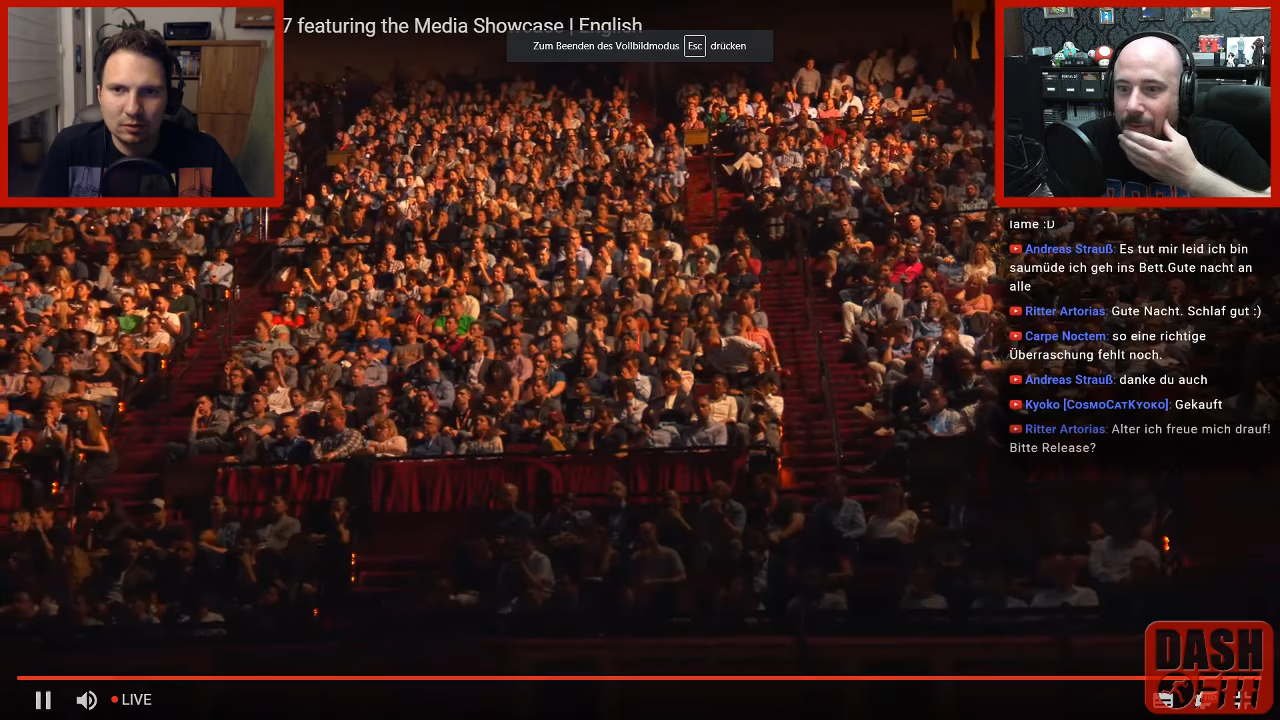 7 featuring the Media Showcase | English
Zum Beenden des Vollbildmodus Esc drücken
lame :D
Andreas Strauß: Es tut mir leid ich bin
saumüde ich geh ins Bett.Gute nacht an
alle
Ritter Artorias: Gute Nacht. Schlaf gut :)
Carpe Noctem: so eine richtige
Überraschung fehlt noch.
Andreas Strauß: danke du auch
Kyoko [CosmoCatKyoko]: Gekauft
Ritter Artorias: Alter ich freue mich drauf!
Bitte Release?
DASH
LIVE